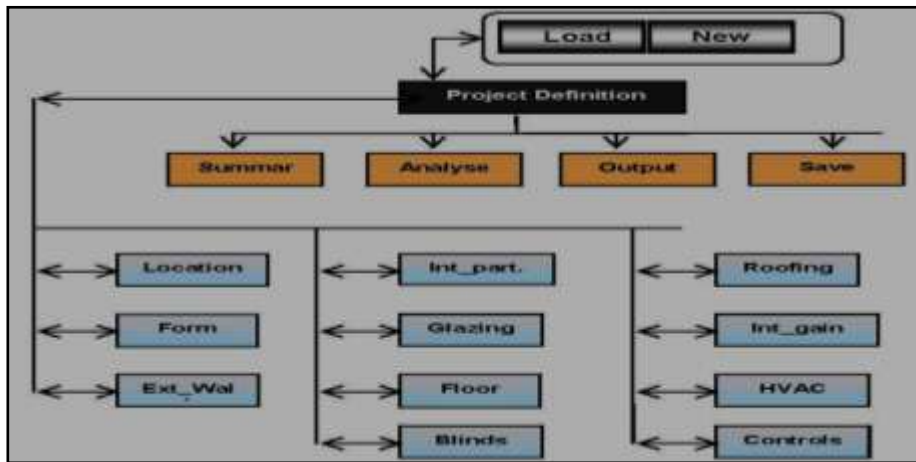 Load New
Project Definition
Summar Analyse Output Save
Location Int_part. Roofing
Form Glazing Int_gain
Ext_Wal Floor HVAC
Blinds Controls